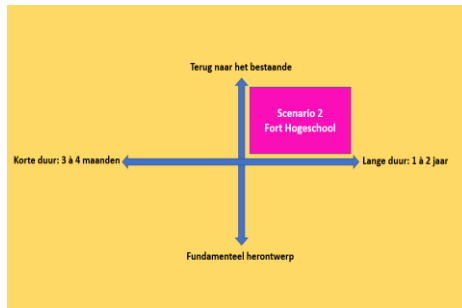 Terug naar het bestaande
Scenario 2
Fort Hogeschool
Korte duur: 3 à 4 maanden
Lange duur: 1 à 2 jaar
Fundamenteel herontwerp